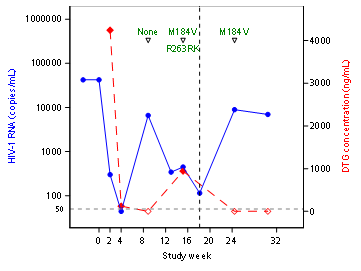 None M184V M184V
R263RK
1000000
100000
10000
1000
100
50
4000
3000
2000
1000
0
HIV-1 RNA (copies/mL)
DTG concentration (ng/mL)
0 2 4 8 12 16 20 24 32
Study week